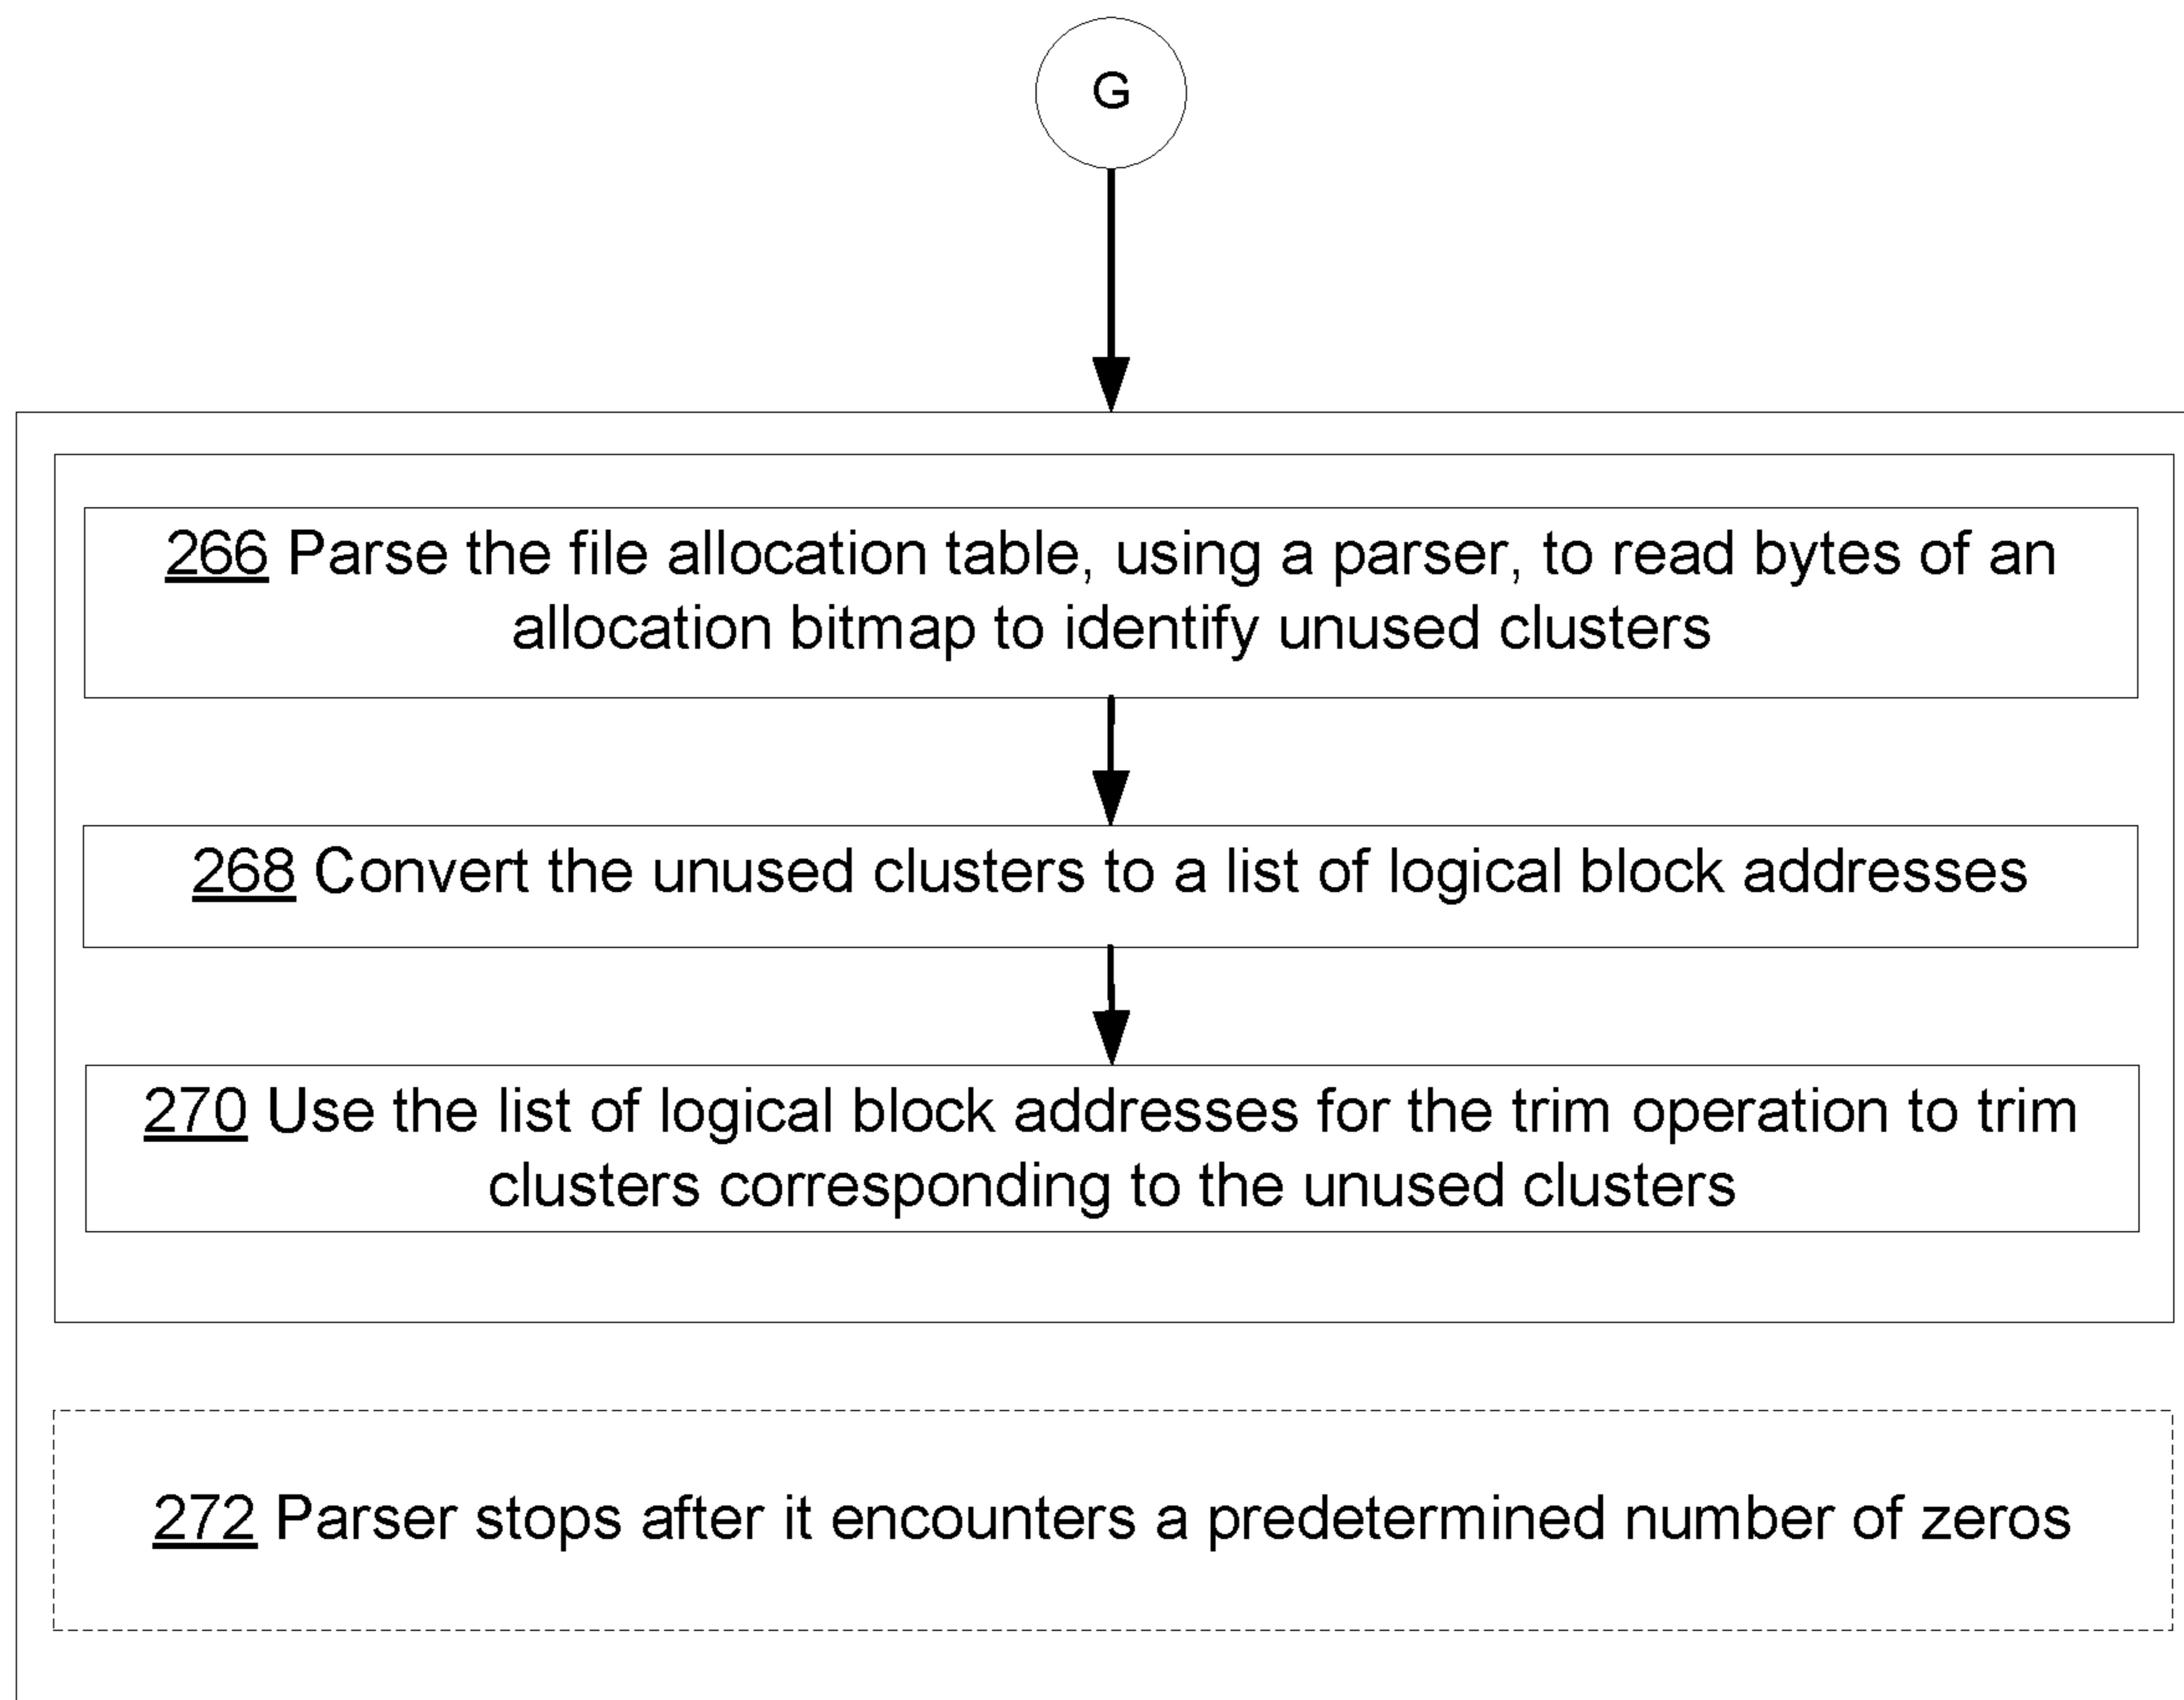 G
266 Parse the file allocation table, using a parser, to read bytes of an
allocation bitmap to identify unused clusters
268 Convert the unused clusters to a list of logical block addresses
270 Use the list of logical block addresses for the trim operation to trim
clusters corresponding to the unused clusters
272 Parser stops after it encounters a predetermined number of zeros